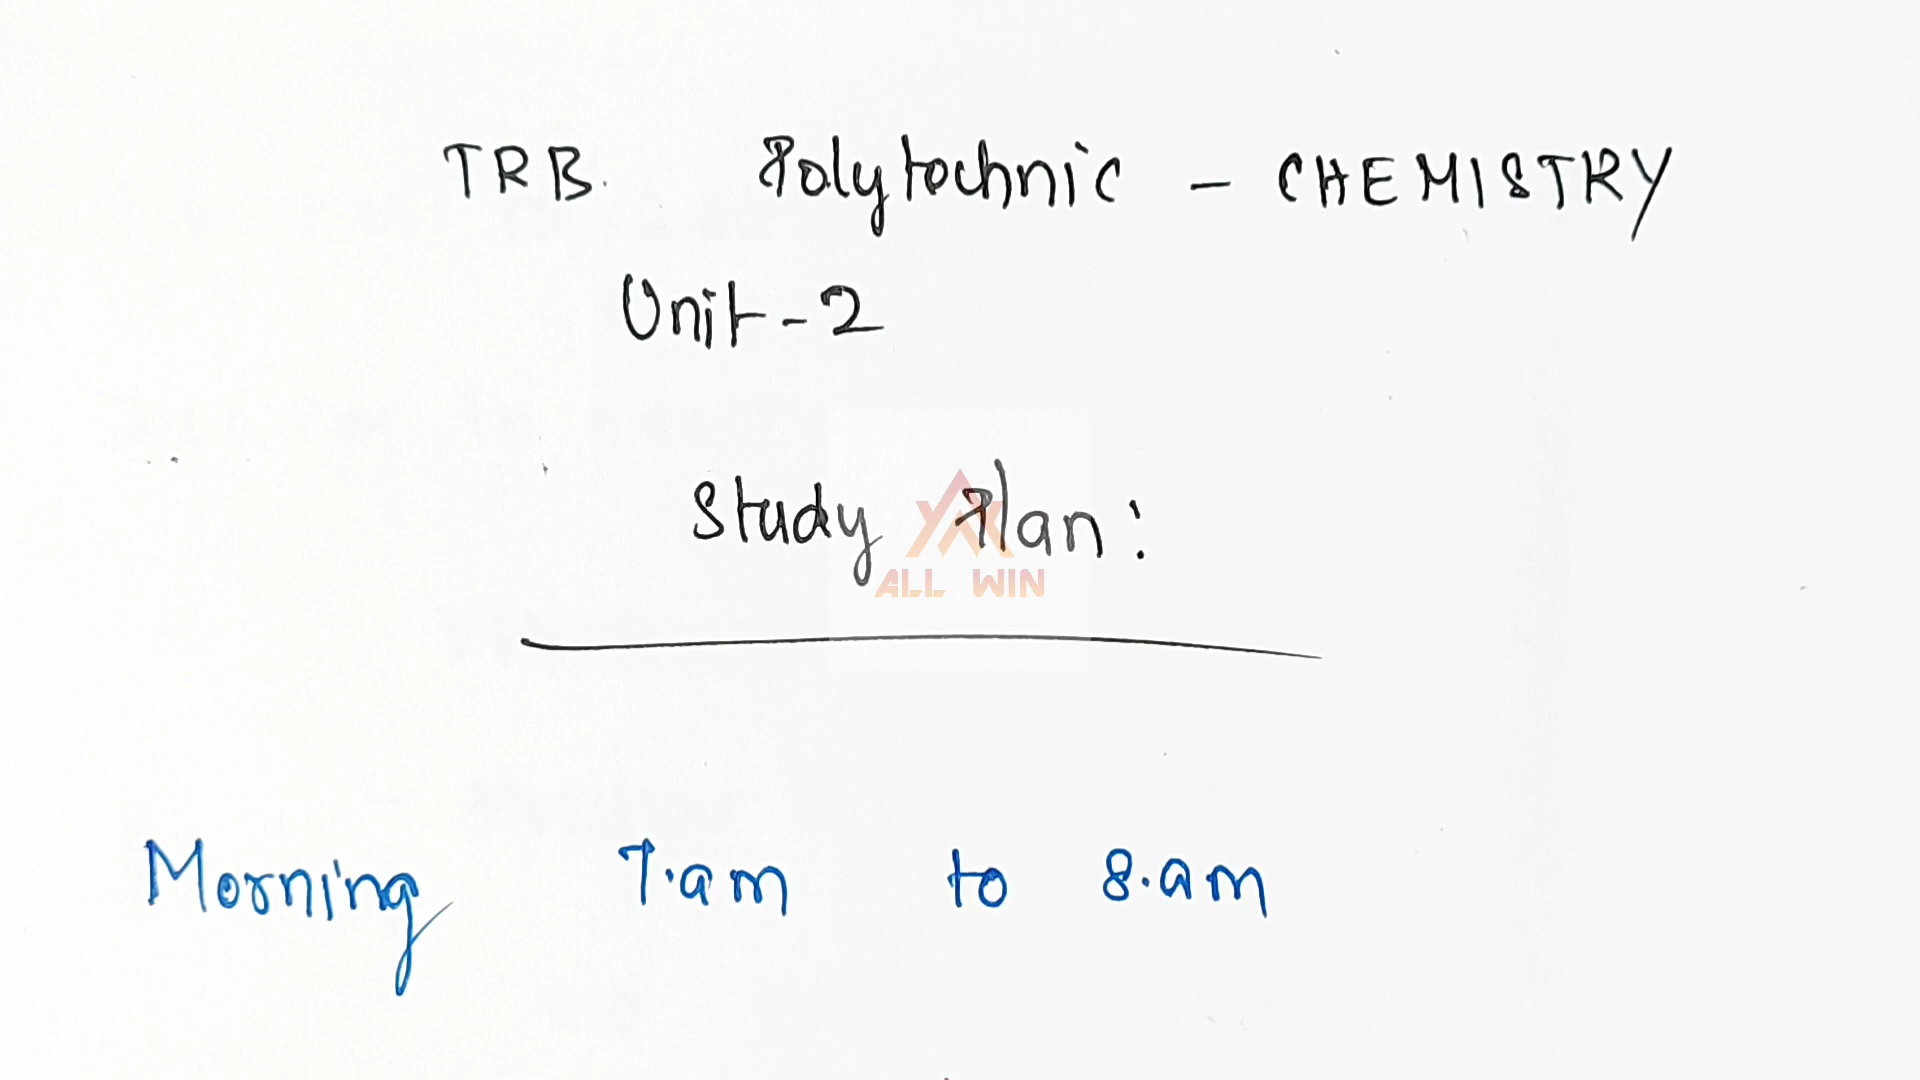 TRB. Polytechnic - CHEMISTRY
Unit-2
Study Plan:
ALL WIN
Morning 7.am to 8.am